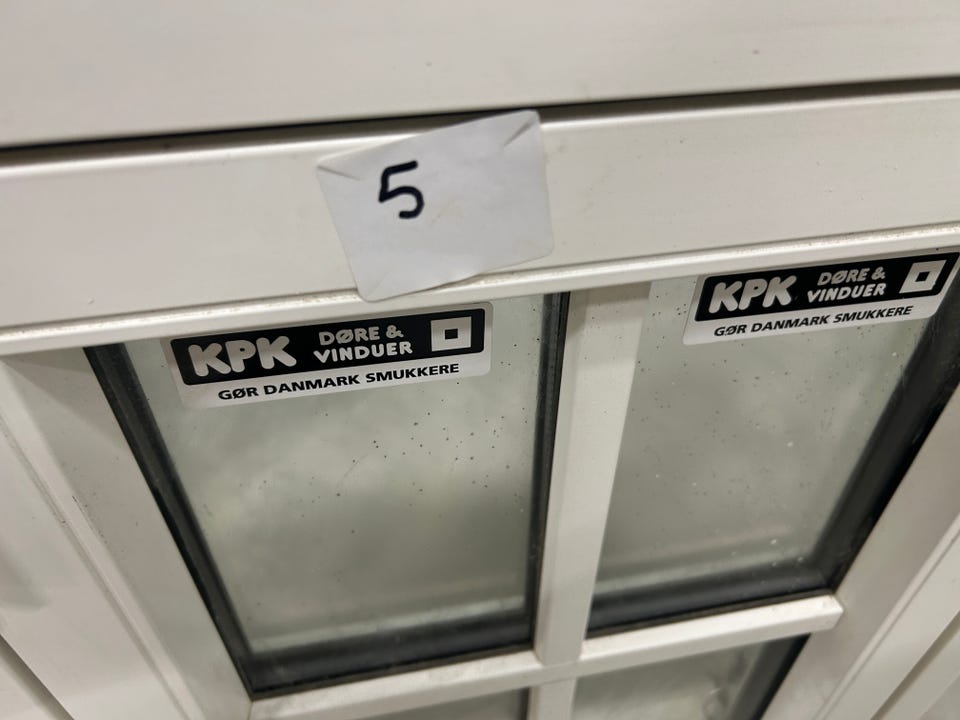 5
KPK DØRE &
VINDUER
GØR DANMARK SMUKKERE
KPK DØRE &
VINDUER
GØR DANMARK SMUKKERE